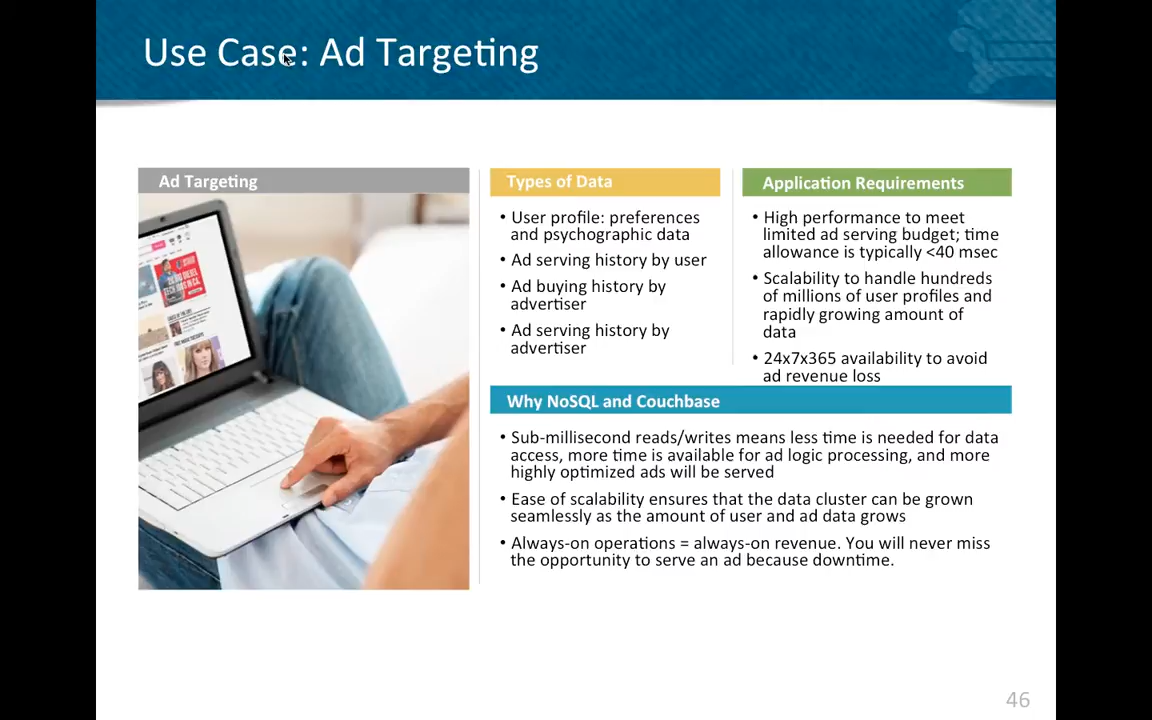 Use Case: Ad Targeting
Ad Targeting
Types of Data
• User profile: preferences
and psychographic data
• Ad serving history by user
• Ad buying history by
advertiser
• Ad serving history by
advertiser
Application Requirements
• High performance to meet
limited ad serving budget; time
allowance is typically <40 msec
• Scalability to handle hundreds
of millions of user profiles and
rapidly growing amount of
data
• 24x7x365 availability to avoid
ad revenue loss
Why NoSQL and Couchbase
• Sub-millisecond reads/writes means less time is needed for data
access, more time is available for ad logic processing, and more
highly optimized ads will be served
• Ease of scalability ensures that the data cluster can be grown
seamlessly as the amount of user and ad data grows
• Always-on operations = always-on revenue. You will never miss
the opportunity to serve an ad because downtime.
46